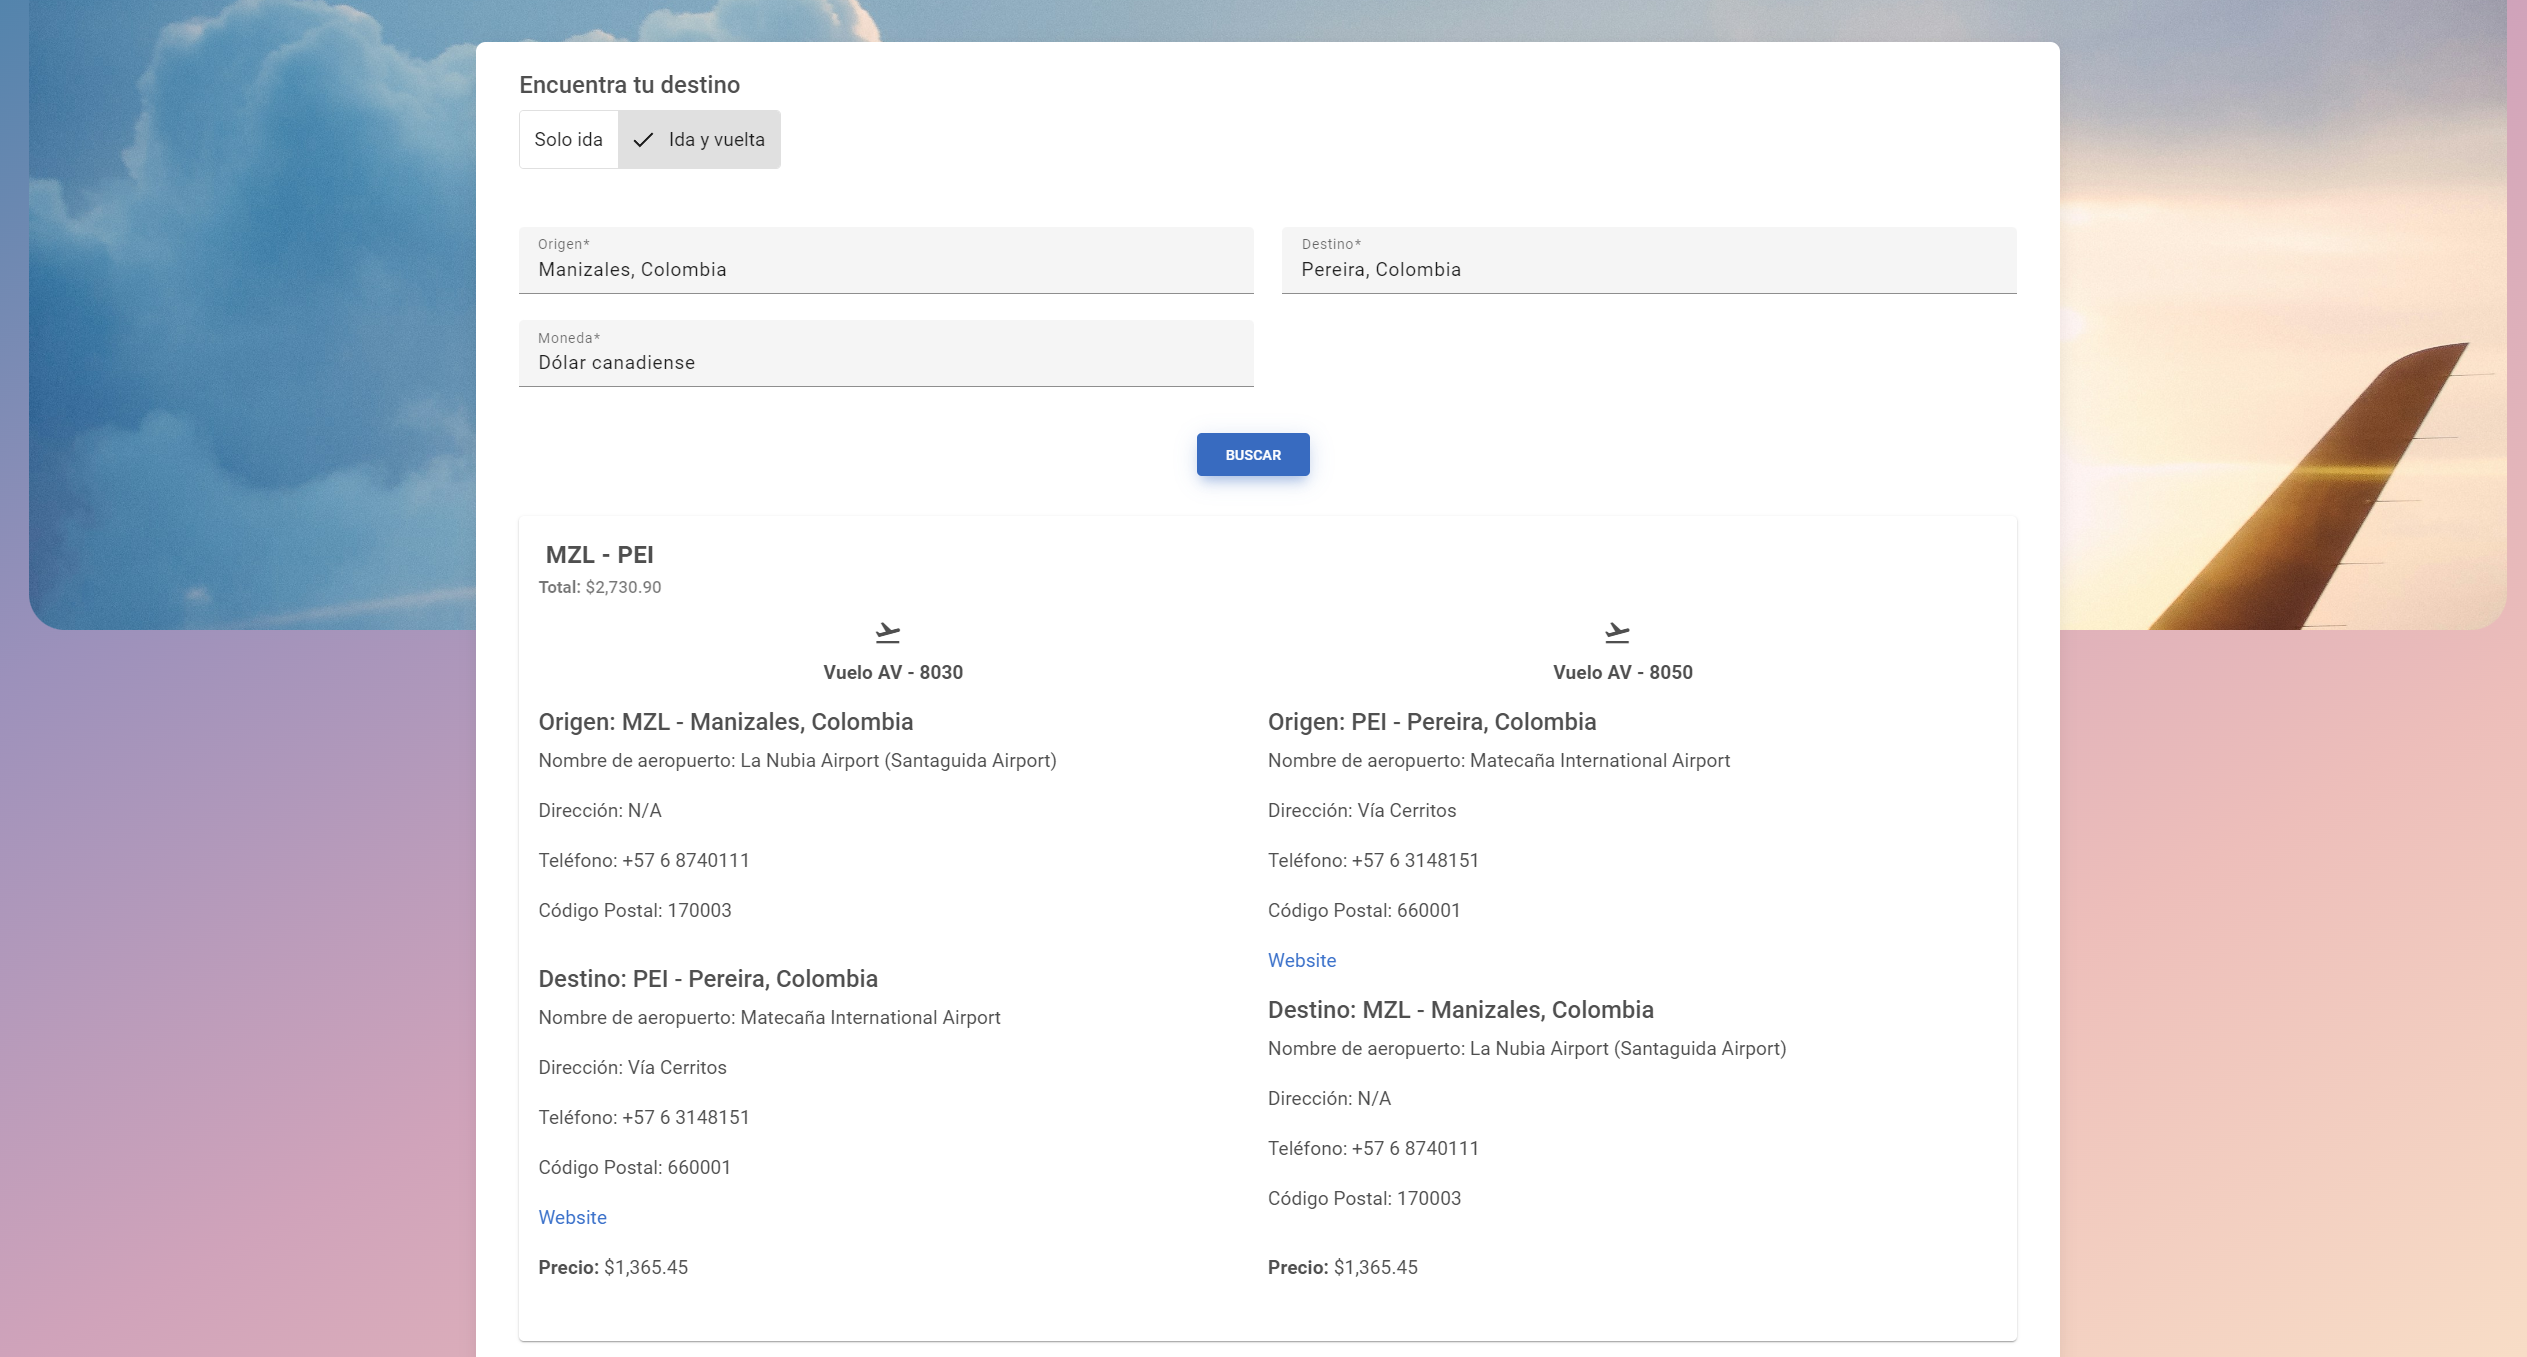 Encuentra tu destino
Solo ida
Ida y vuelta
Origen*
Manizales, Colombia
Destino*
Pereira, Colombia
Moneda*
Dólar canadiense
BUSCAR
MZL - PEI
Total: $2,730.90
Vuelo AV - 8030
Origen: MZL - Manizales, Colombia
Nombre de aeropuerto: La Nubia Airport (Santaguida Airport)
Dirección: N/A
Teléfono: +57 6 8740111
Código Postal: 170003
Destino: PEI - Pereira, Colombia
Nombre de aeropuerto: Matecaña International Airport
Dirección: Vía Cerritos
Teléfono: +57 6 3148151
Código Postal: 660001
Website
Precio: $1,365.45
Vuelo AV - 8050
Origen: PEI - Pereira, Colombia
Nombre de aeropuerto: Matecaña International Airport
Dirección: Vía Cerritos
Teléfono: +57 6 3148151
Código Postal: 660001
Website
Destino: MZL - Manizales, Colombia
Nombre de aeropuerto: La Nubia Airport (Santaguida Airport)
Dirección: N/A
Teléfono: +57 6 8740111
Código Postal: 170003
Precio: $1,365.45